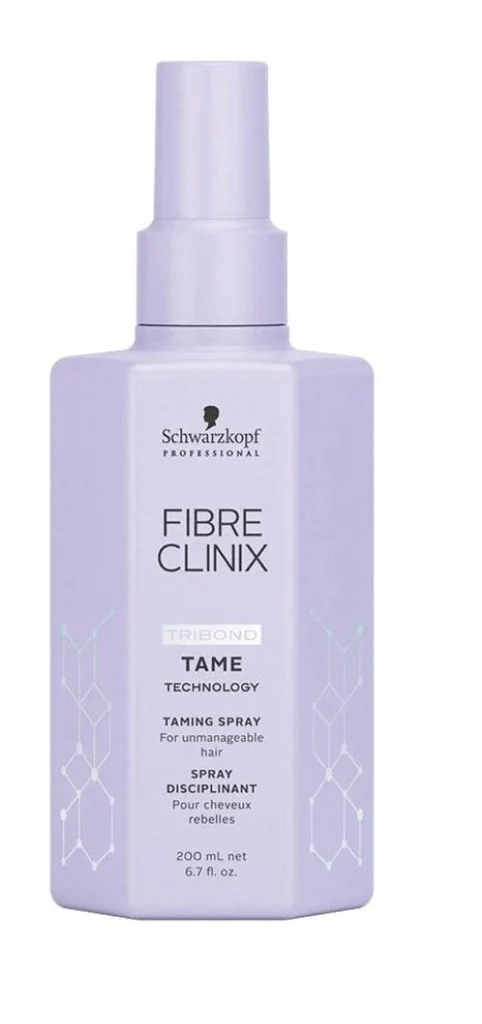 Schwarzkopf
PROFESSIONAL
FIBRE
CLINIX
TRIBOND
TAME
TECHNOLOGY
TAMING SPRAY
For unmanageable
hair
SPRAY
DISCIPLINANT
Pour cheveux
rebelles
200 mL net
6.7 fl. oz.